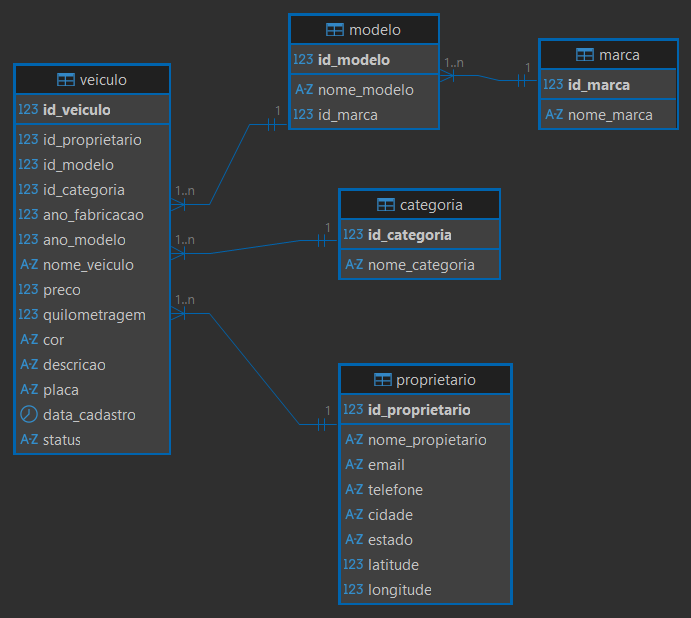 veiculo
123 id_veiculo
123 id_proprietario
123 id_modelo
123 id_categoria
123 ano_fabricacao
123 ano_modelo
A-Z nome_veiculo
123 preco
123 quilometragem
A-Z cor
A-Z descricao
A-Z placa
data_cadastro
A-Z status
modelo
123 id_modelo
A-Z nome_modelo
123 id_marca
1..n
1
marca
123 id_marca
A-Z nome_marca
1
1..n
1..n
1
categoria
123 id_categoria
A-Z nome_categoria
1..n
1
proprietario
123 id_proprietario
A-Z nome_propietario
A-Z email
A-Z telefone
A-Z cidade
A-Z estado
123 latitude
123 longitude